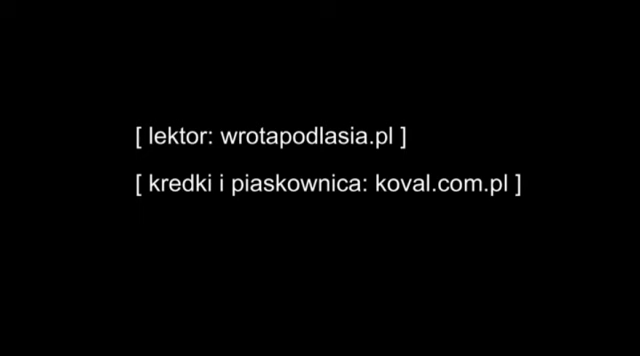 [ lektor: wrotapodlasia.pl ]
[ kredki i piaskownica: koval.com.pl ]